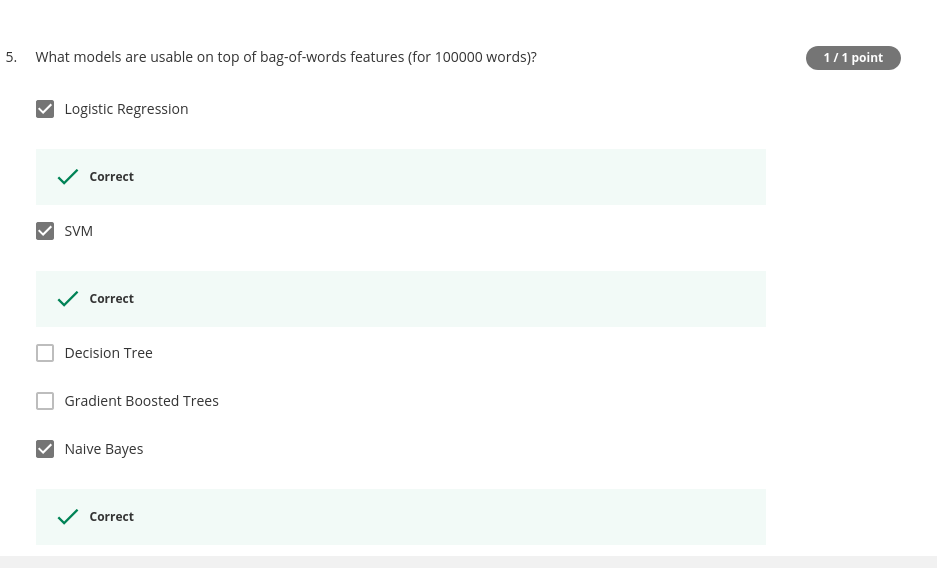 5. What models are usable on top of bag-of-words features (for 100000 words)?
1 / 1 point
Logistic Regression
Correct
SVM
Correct
Decision Tree
Gradient Boosted Trees
Naive Bayes
Correct